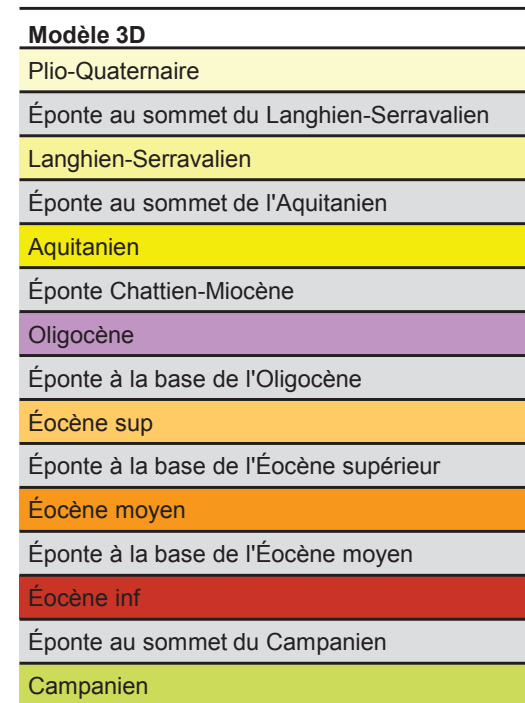 Modèle 3D
Plio-Quaternaire
Éponte au sommet du Langhien-Serravalien
Langhien-Serravalien
Éponte au sommet de l'Aquitanien
Aquitanien
Éponte Chattien-Miocène
Oligocène
Éponte à la base de l'Oligocène
Éocène sup
Éponte à la base de l'Éocène supérieur
Éocène moyen
Éponte à la base de l'Éocène moyen
Éocène inf
Éponte au sommet du Campanien
Campanien